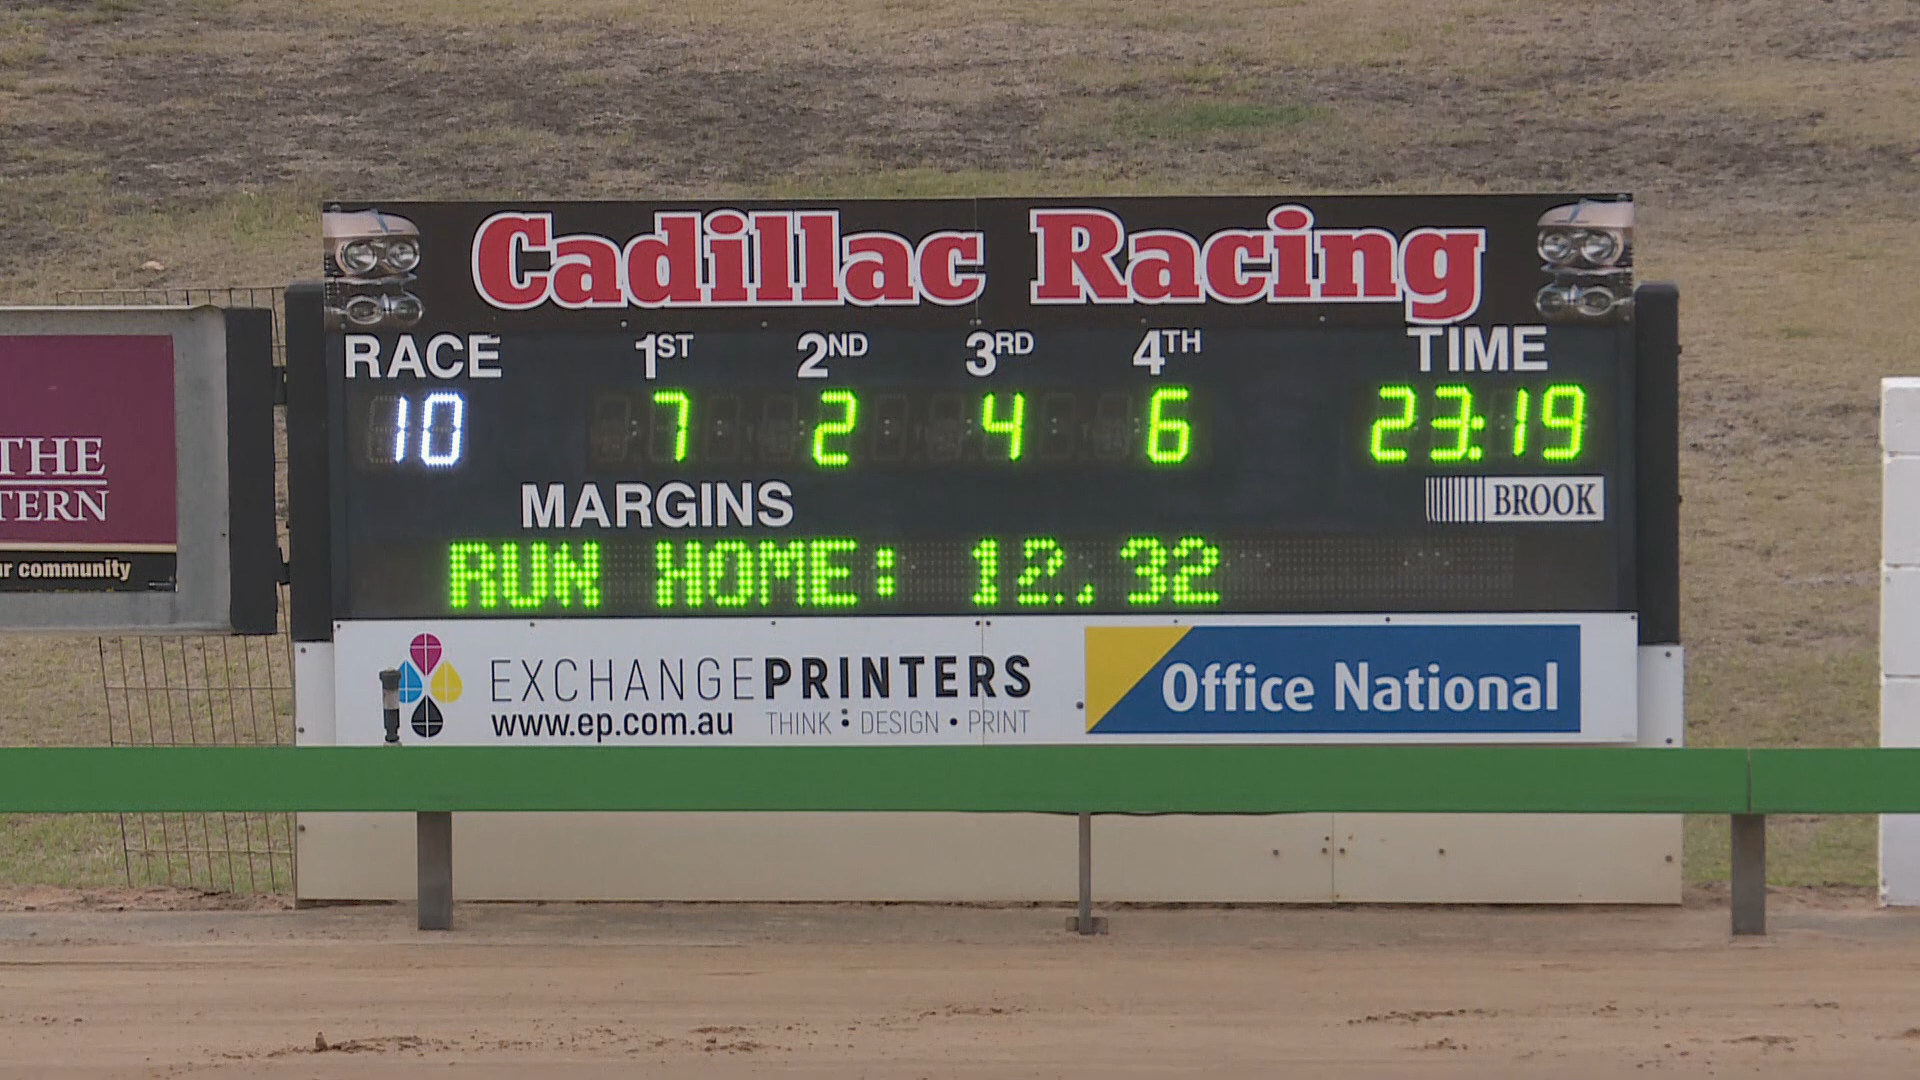 Cadillac Racing
RACE 1ST 2ND 3RD 4TH TIME
10 7 2 4 6 23:19
MARGINS
BROOK
RUN HOME: 12.32
EXCHANGEPRINTERS
www.ep.com.au THINK • DESIGN • PRINT
Office National
THE
TERN
r community